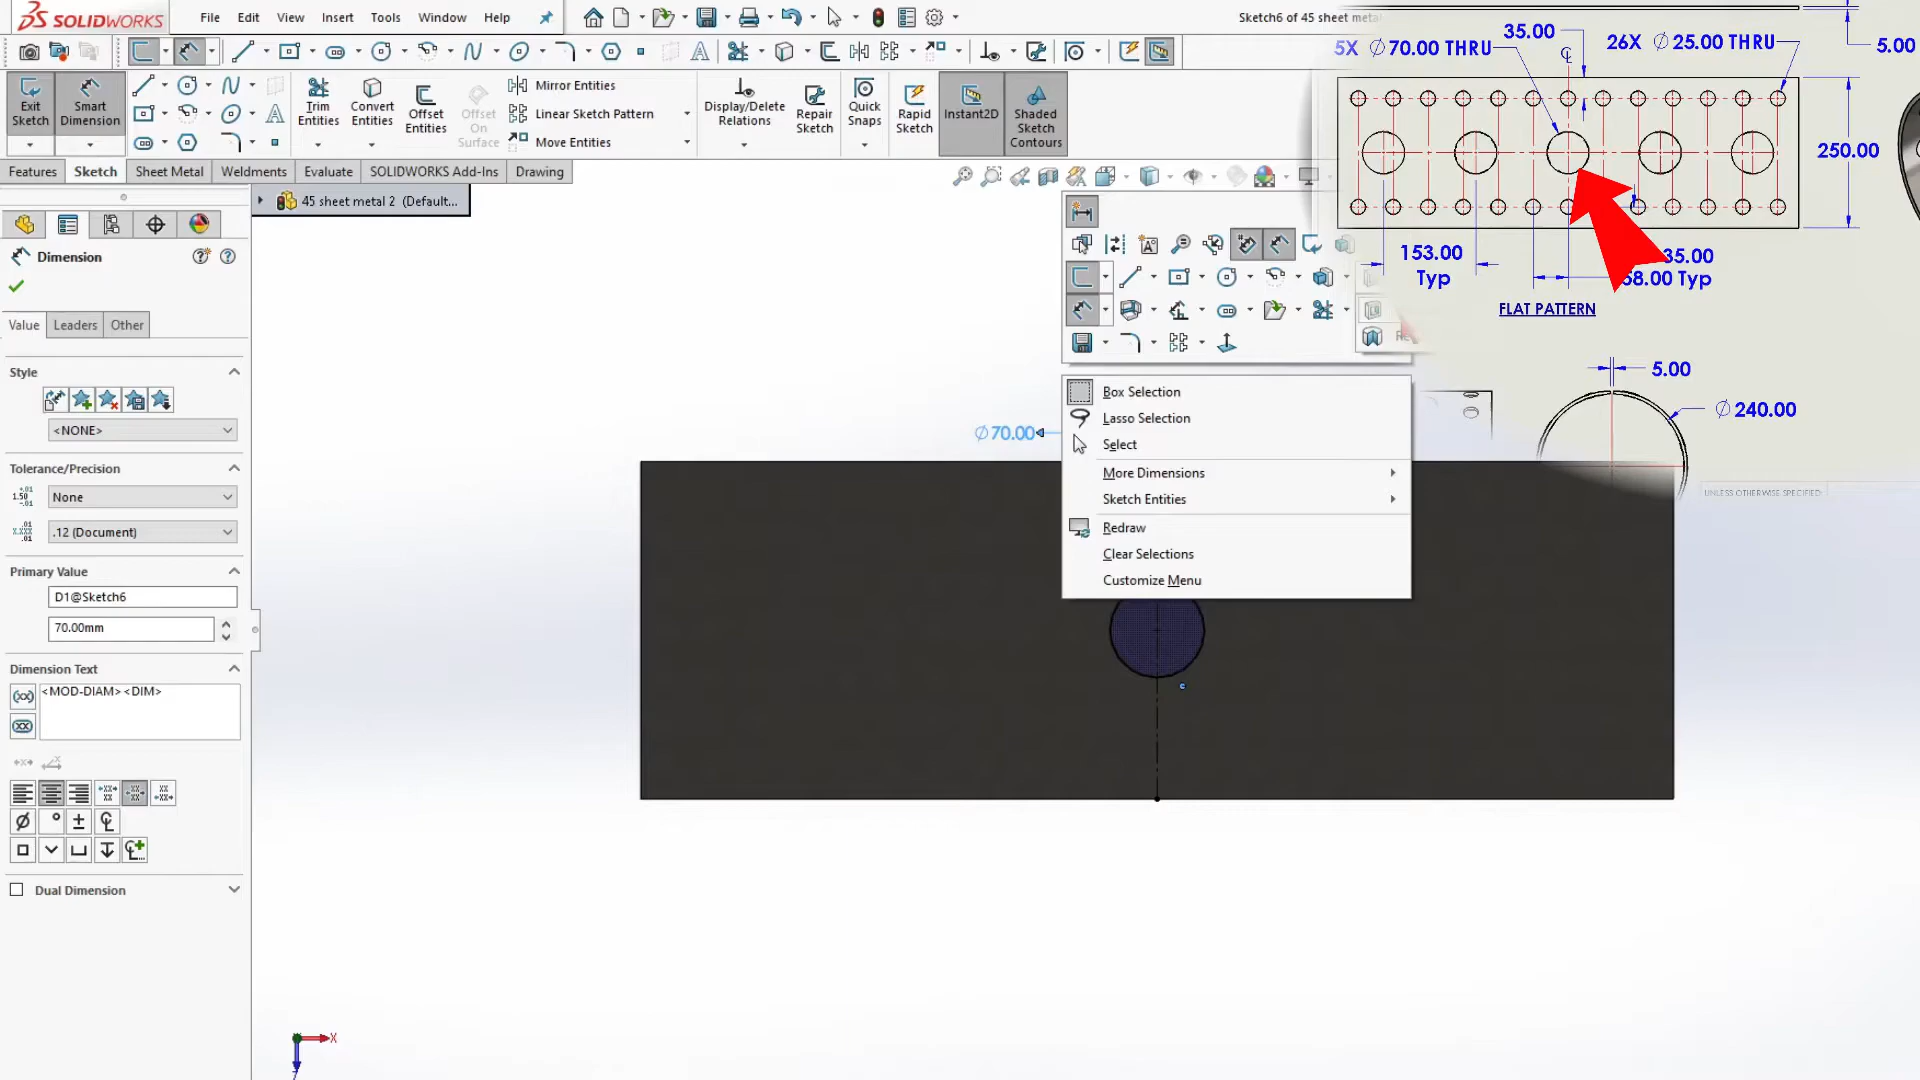 SOLIDWORKS
File Edit View Insert Tools Window Help
Sketch6 of 45 sheet metal
Exit Sketch
Smart Dimension
Trim Entities
Convert Entities
Offset Entities
Offset On Surface
Mirror Entities
Linear Sketch Pattern
Move Entities
Display/Delete Relations
Repair Sketch
Quick Snaps
Rapid Sketch
Instant2D
Shaded Sketch Contours
Features Sketch Sheet Metal Weldments Evaluate SOLIDWORKS Add-Ins Drawing
45 sheet metal 2 (Default...
Dimension
Value Leaders Other
Style
<NONE>
Tolerance/Precision
None
.12 (Document)
Primary Value
D1@Sketch6
70.00mm
Dimension Text
<MOD-DIAM><DIM>
Dual Dimension
∅70.00
Box Selection
Lasso Selection
Select
More Dimensions
Sketch Entities
Redraw
Clear Selections
Customize Menu
5X ∅70.00 THRU
35.00
26X ∅25.00 THRU
5.00
250.00
153.00
Typ
35.00
58.00 Typ
FLAT PATTERN
5.00
∅240.00
UNLESS OTHERWISE SPECIFIED:
X